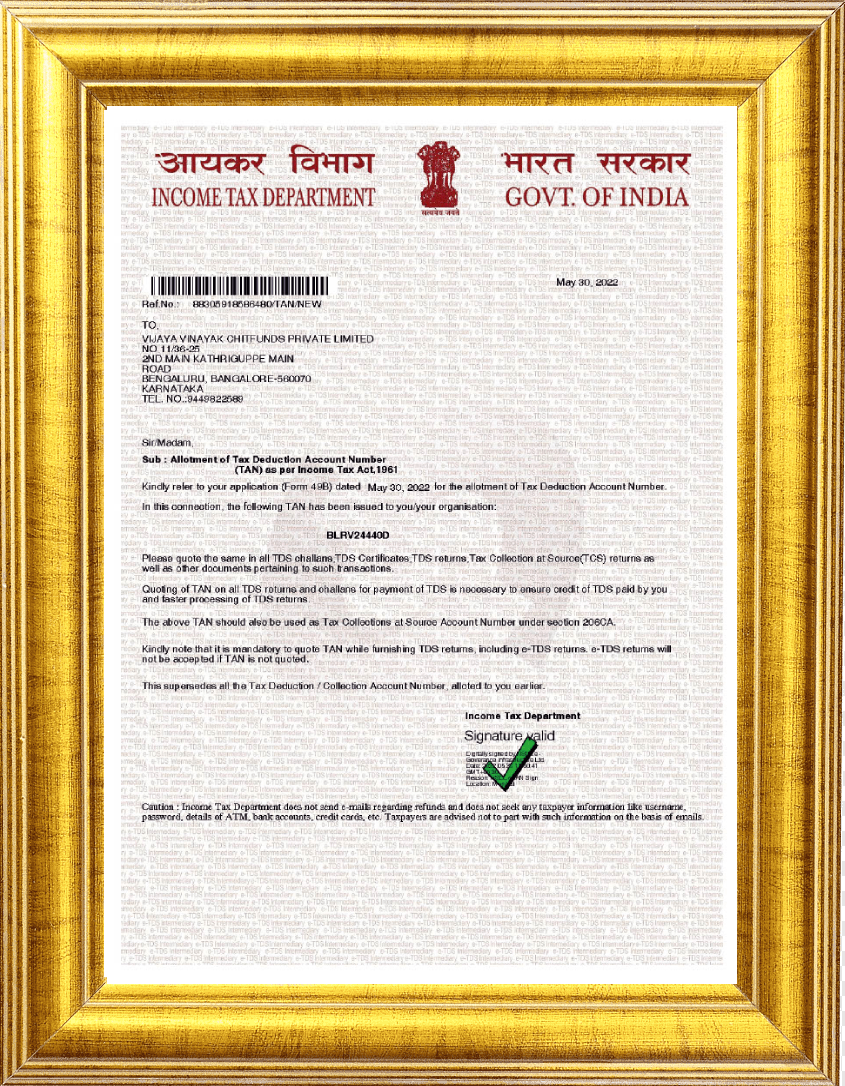 आयकर विभाग
INCOME TAX DEPARTMENT
सत्यमेव जयते
भारत सरकार
GOVT. OF INDIA
May 30, 2022
Ref.No.: 88305918586480/TAN/NEW
TO,
VIJAYA VINAYAK CHITFUNDS PRIVATE LIMITED
NO 11/36-25
2ND MAIN KATHRIGUPPE MAIN
ROAD
BENGALURU, BANGALORE-560070
KARNATAKA
TEL. NO.:9449822589
Sir/Madam,
Sub : Allotment of Tax Deduction Account Number
(TAN) as per Income Tax Act,1961
Kindly refer to your application (Form 49B) dated May 30, 2022 for the allotment of Tax Deduction Account Number.
In this connection, the following TAN has been issued to you/your organisation:
BLRV24440D
Please quote the same in all TDS challans,TDS Certificates,TDS returns,Tax Collection at Source(TCS) returns as
well as other documents pertaining to such transactions.
Quoting of TAN on all TDS returns and challans for payment of TDS is necessary to ensure credit of TDS paid by you
and faster processing of TDS returns.
The above TAN should also be used as Tax Collections at Source Account Number under section 206CA.
Kindly note that it is mandatory to quote TAN while furnishing TDS returns, including e-TDS returns. e-TDS returns will
not be accepted if TAN is not quoted.
This supersedes all the Tax Deduction / Collection Account Number, alloted to you earlier.
Income Tax Department
Signature valid
Digitally signed by
Governance
Date:
Reason: Sign
Location:
Caution : Income Tax Department does not send e-mails regarding refunds and does not seek any taxpayer information like username,
password, details of ATM, bank accounts, credit cards, etc. Taxpayers are advised not to part with such information on the basis of emails.